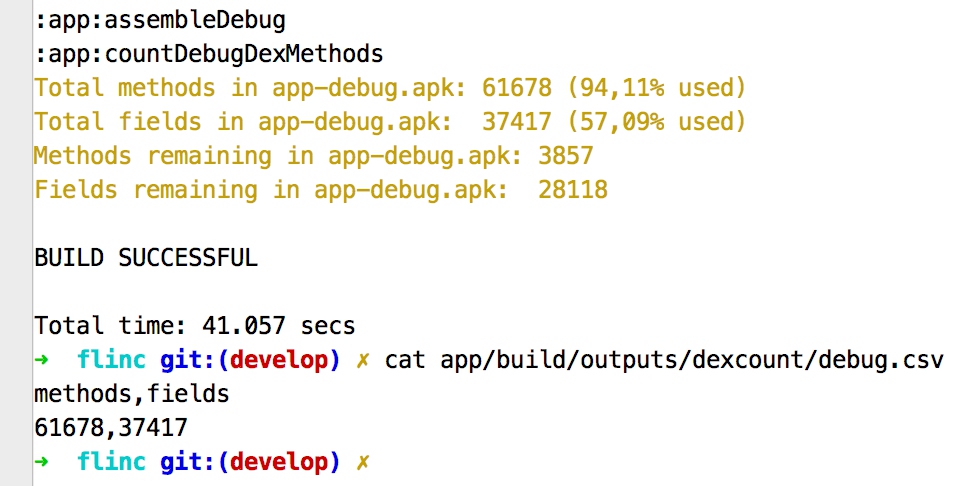 :app:assembleDebug
:app:countDebugDexMethods
Total methods in app-debug.apk: 61678 (94,11% used)
Total fields in app-debug.apk:  37417 (57,09% used)
Methods remaining in app-debug.apk: 3857
Fields remaining in app-debug.apk:  28118
BUILD SUCCESSFUL
Total time: 41.057 secs
➜  flinc git:(develop) ✗ cat app/build/outputs/dexcount/debug.csv
methods,fields
61678,37417
➜  flinc git:(develop) ✗